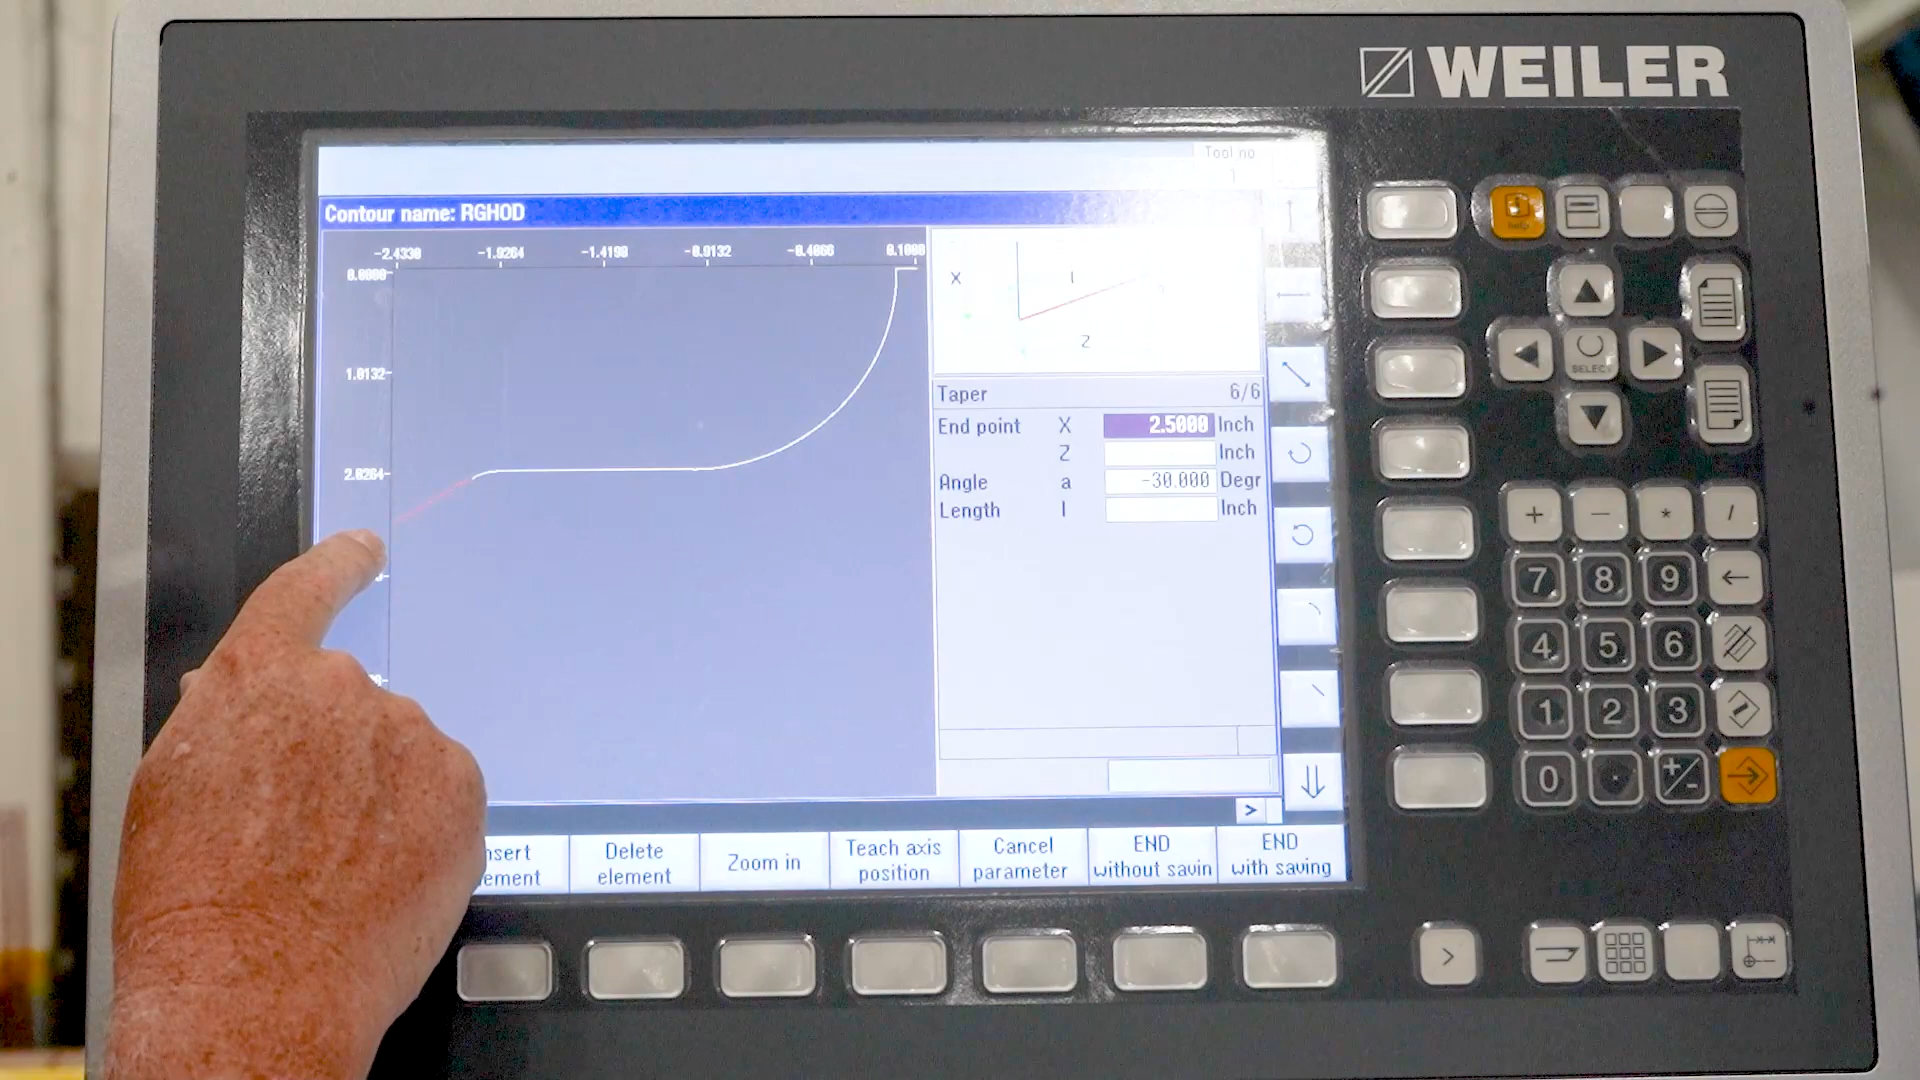 WEILER
Tool no
1
Contour name: RGHOD
-2.4330 -1.9264 -1.4198 -0.9132 -0.4066 0.1000
0.0000
1.0132
2.0264
X
l
Z
Taper 6/6
End point X 2.5000 Inch
Z Inch
Angle a -30.000 Degr
Length l Inch
>
nsert
ement
Delete
element
Zoom in
Teach axis
position
Cancel
parameter
END
without savin
END
with saving
help
SELECT
+ - * /
7 8 9
4 5 6
1 2 3
0 . +/-
>